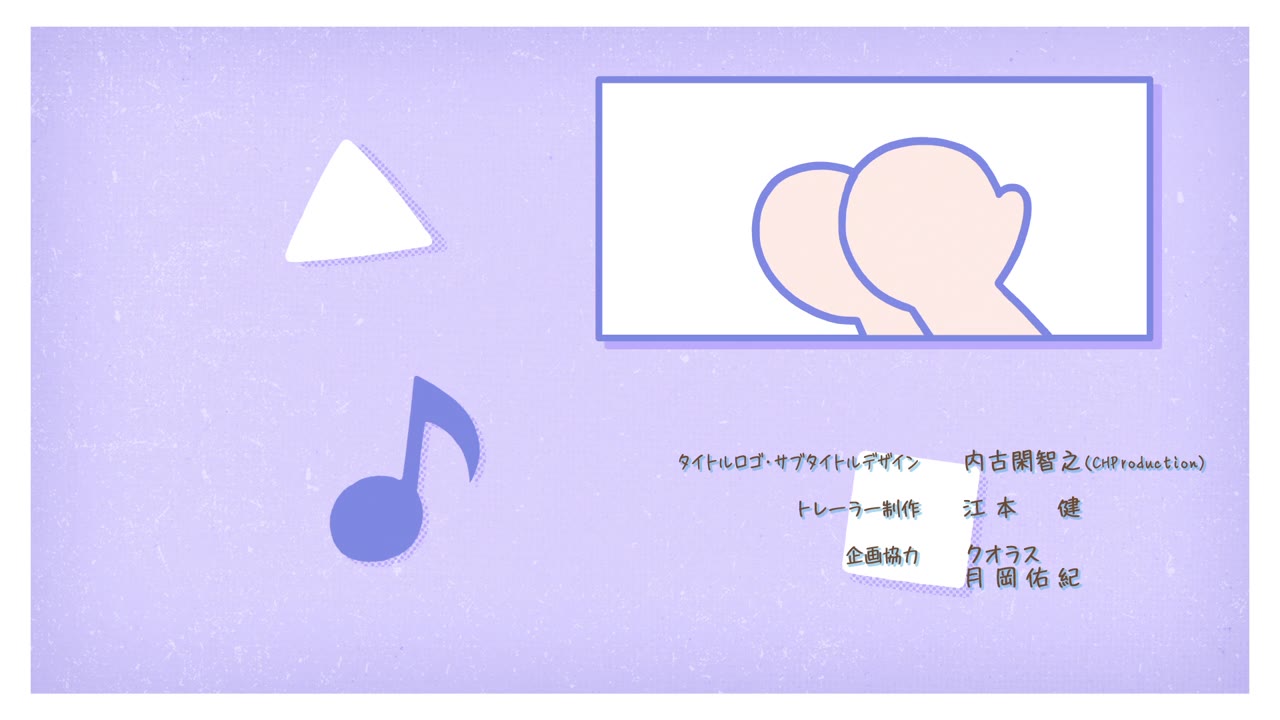 タイトルロゴ・サブタイトルデザイン 内古閑智之(CHProduction)
トレーラー制作 江本 健
企画協力 クオラス
月岡佑紀